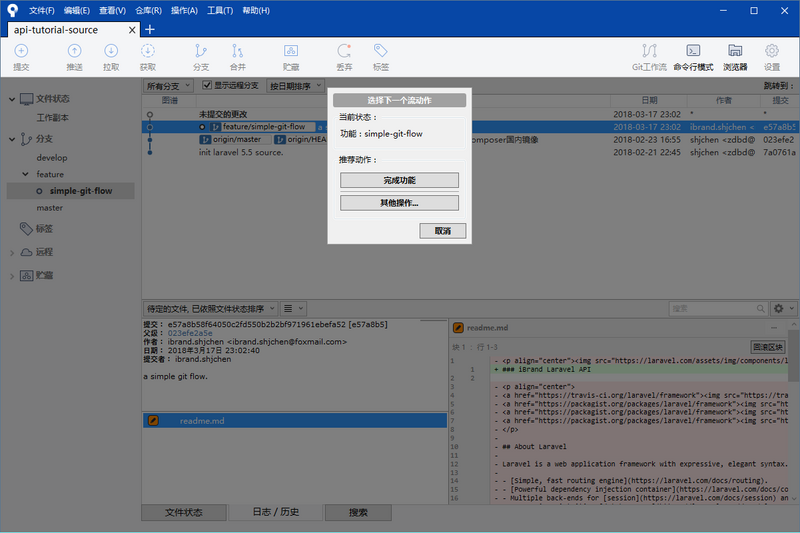 文件(F) 编辑(E) 查看(V) 仓库(R) 操作(A) 工具(T) 帮助(H)
api-tutorial-source
提交 推送 拉取 获取 分支 合并 贮藏 丢弃 标签 Git工作流 命令行模式 浏览器 设置
所有分支 显示远程分支 按日期排序 跳转到：
图谱 日期 作者 提交
未提交的更改 2018-03-17 23:02 * *
feature/simple-git-flow a s 2018-03-17 23:02 ibrand.shjchen < e57a8b5
origin/master origin/HEA omposer国内镜像 2018-02-23 16:55 shjchen <zdbd@ 023efe2
init laravel 5.5 source. 2018-02-21 22:45 shjchen <zdbd@ 7a0761a
文件状态
工作副本
分支
develop
feature
simple-git-flow
master
标签
远程
贮藏
选择下一个流动作
当前状态：
功能：simple-git-flow
推荐动作：
完成功能
其他操作...
取消
待定的文件, 已依照文件状态排序
搜索
提交： e57a8b58f64050c2fd550b2b2bf971961ebefa52 [e57a8b5]
父级： 023efe2a5e
作者： ibrand.shjchen <ibrand.shjchen@foxmail.com>
日期： 2018年3月17日 23:02:40
提交者： ibrand.shjchen
a simple git flow.
readme.md
readme.md
块 1 ： 行 1-3 回滚区块
1 - <p align="center"><img src="https://laravel.com/assets/img/components/l
1 + ### iBrand Laravel API
2 2
3 - <p align="center">
4 - <a href="https://travis-ci.org/laravel/framework"><img src="https://tra
5 - <a href="https://packagist.org/packages/laravel/framework"><img src="ht
6 - <a href="https://packagist.org/packages/laravel/framework"><img src="ht
7 - <a href="https://packagist.org/packages/laravel/framework"><img src="ht
8 - </p>
9 -
10 - ## About Laravel
11 -
12 - Laravel is a web application framework with expressive, elegant syntax.
13 -
14 - - [Simple, fast routing engine](https://laravel.com/docs/routing).
15 - - [Powerful dependency injection container](https://laravel.com/docs/co
16 - - Multiple back-ends for [session](https://laravel.com/docs/session) an
文件状态 日志 / 历史 搜索